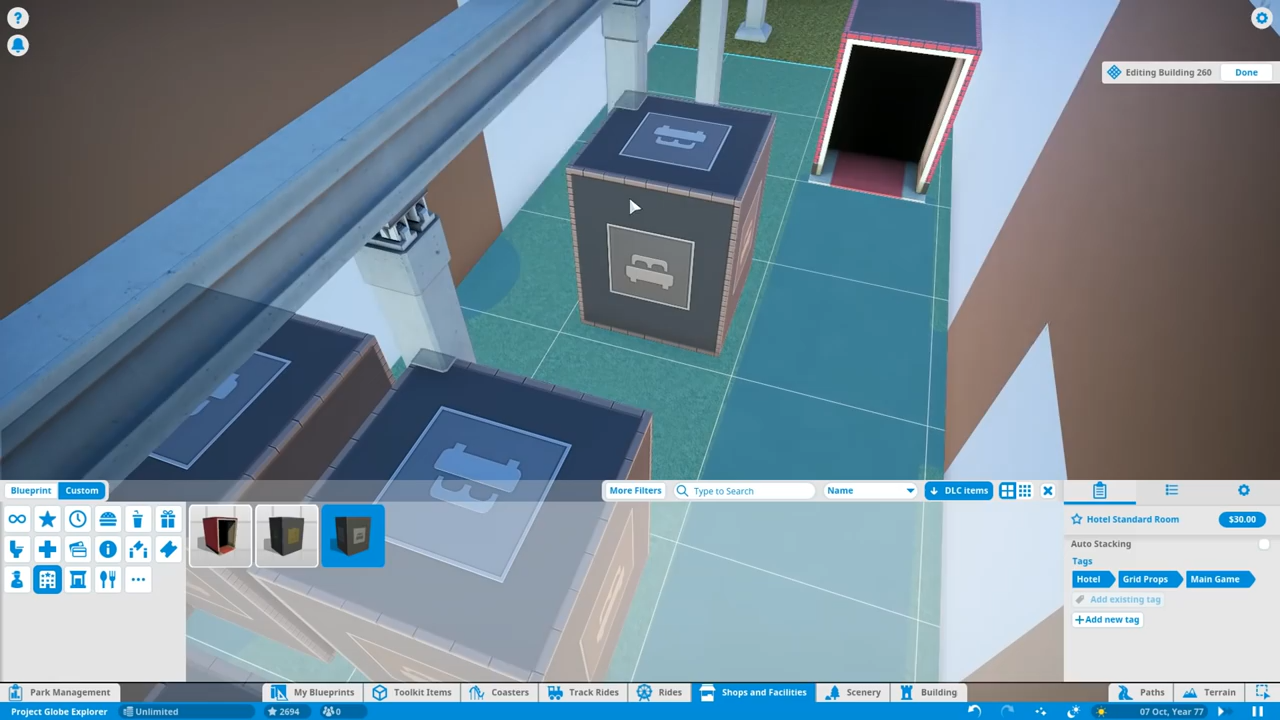 ?
Editing Building 260
Done
Blueprint
Custom
More Filters
Type to Search
Name
DLC items
Hotel Standard Room
$30.00
Auto Stacking
Tags
Hotel
Grid Props
Main Game
Add existing tag
+Add new tag
Park Management
My Blueprints
Toolkit Items
Coasters
Track Rides
Rides
Shops and Facilities
Scenery
Building
Paths
Terrain
Project Globe Explorer
Unlimited
2694
0
07 Oct, Year 77